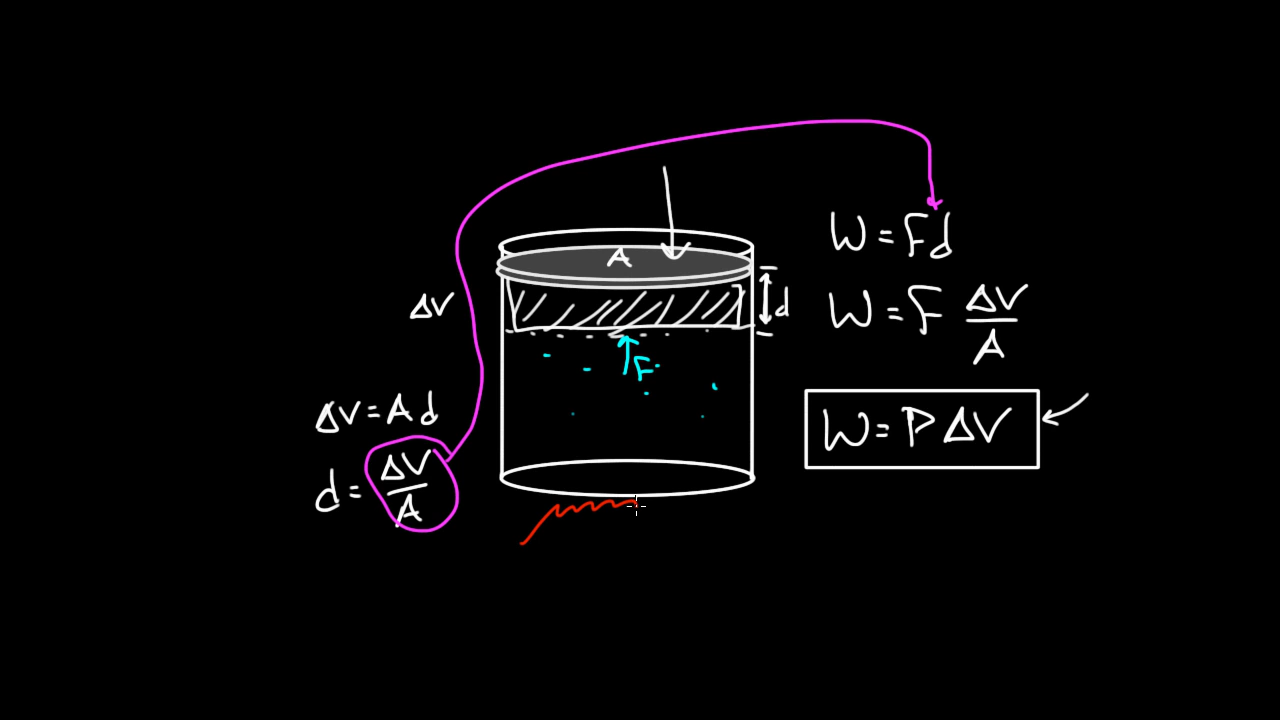 A
ΔV
d
F
ΔV = Ad
d = ΔV/A
W = Fd
W = F ΔV/A
W = PΔV